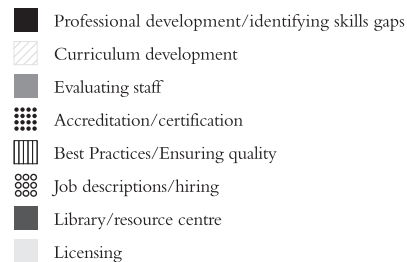 Professional development/identifying skills gaps
Curriculum development
Evaluating staff
Accreditation/certification
Best Practices/Ensuring quality
Job descriptions/hiring
Library/resource centre
Licensing